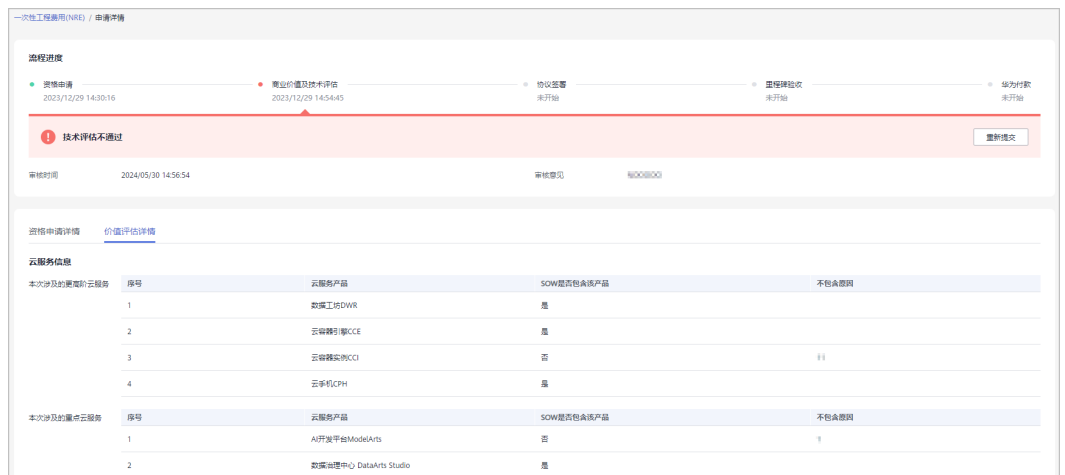 一次性工程费用(NRE) / 申请详情
流程进度
资格申请 商业价值及技术评估 协议签署 里程碑验收 华为付款
2023/12/29 14:30:16 2023/12/29 14:54:45 未开始 未开始 未开始
技术评估不通过 重新提交
审核时间 2024/05/30 14:56:54 审核意见
资格申请详情 价值评估详情
云服务信息
本次涉及的更高阶云服务 序号 云服务产品 SOW是否包含该产品 不包含原因
1 数据工坊DWR 是
2 云容器引擎CCE 是
3 云容器实例CCI 否
4 云手机CPH 是
本次涉及的重点云服务 序号 云服务产品 SOW是否包含该产品 不包含原因
1 AI开发平台ModelArts 否
2 数据治理中心 DataArts Studio 是